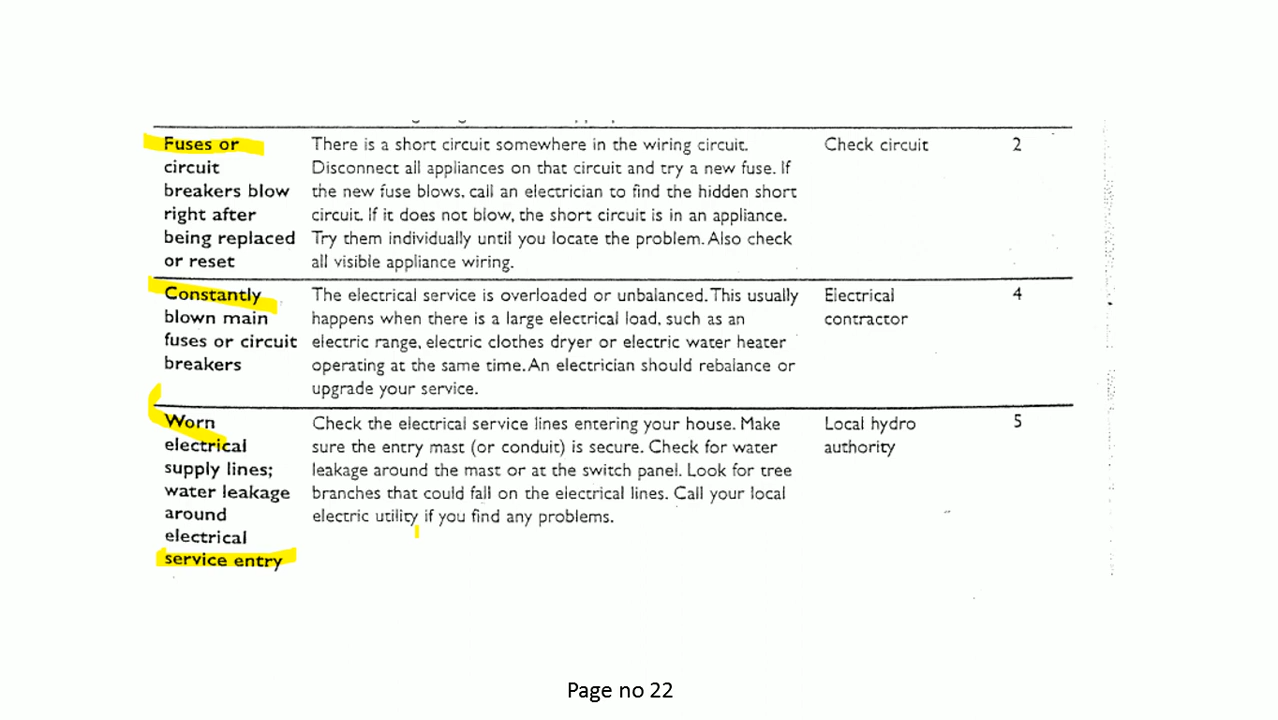 Fuses or There is a short circuit somewhere in the wiring circuit. Check circuit 2
circuit Disconnect all appliances on that circuit and try a new fuse. If
breakers blow the new fuse blows, call an electrician to find the hidden short
right after circuit. If it does not blow, the short circuit is in an appliance.
being replaced Try them individually until you locate the problem. Also check
or reset all visible appliance wiring.
Constantly The electrical service is overloaded or unbalanced. This usually Electrical 4
blown main happens when there is a large electrical load, such as an contractor
fuses or circuit electric range, electric clothes dryer or electric water heater
breakers operating at the same time. An electrician should rebalance or
upgrade your service.
Worn Check the electrical service lines entering your house. Make Local hydro 5
electrical sure the entry mast (or conduit) is secure. Check for water authority
supply lines; leakage around the mast or at the switch panel. Look for tree
water leakage branches that could fall on the electrical lines. Call your local
around electric utility if you find any problems.
electrical
service entry
Page no 22